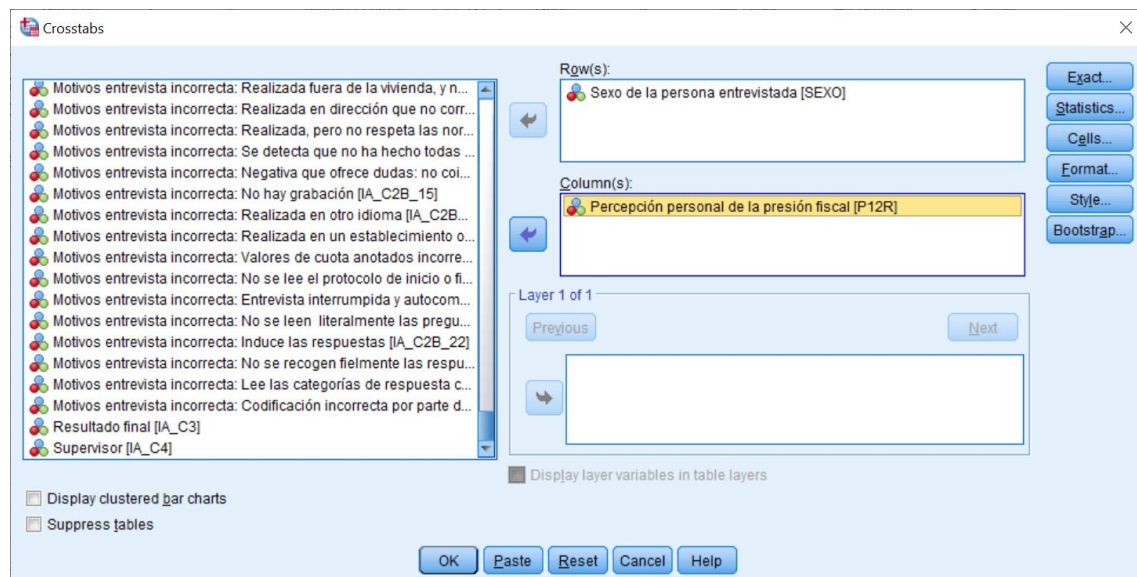 Crosstabs
Motivos entrevista incorrecta: Realizada fuera de la vivienda, y n...
Motivos entrevista incorrecta: Realizada en dirección que no corr...
Motivos entrevista incorrecta: Realizada, pero no respeta las nor...
Motivos entrevista incorrecta: Se detecta que no ha hecho todas ...
Motivos entrevista incorrecta: Negativa que ofrece dudas: no coi...
Motivos entrevista incorrecta: No hay grabación [IA_C2B_15]
Motivos entrevista incorrecta: Realizada en otro idioma [IA_C2B...
Motivos entrevista incorrecta: Realizada en un establecimiento o...
Motivos entrevista incorrecta: Valores de cuota anotados incorre...
Motivos entrevista incorrecta: No se lee el protocolo de inicio o fi...
Motivos entrevista incorrecta: Entrevista interrumpida y autocom...
Motivos entrevista incorrecta: No se leen literalmente las pregu...
Motivos entrevista incorrecta: Induce las respuestas [IA_C2B_22]
Motivos entrevista incorrecta: No se recogen fielmente las respu...
Motivos entrevista incorrecta: Lee las categorías de respuesta c...
Motivos entrevista incorrecta: Codificación incorrecta por parte d...
Resultado final [IA_C3]
Supervisor [IA_C4]
Display clustered bar charts
Suppress tables
Row(s):
Sexo de la persona entrevistada [SEXO]
Column(s):
Percepción personal de la presión fiscal [P12R]
Layer 1 of 1
Previous
Next
Display layer variables in table layers
Exact...
Statistics...
Cells...
Format...
Style...
Bootstrap...
OK
Paste
Reset
Cancel
Help